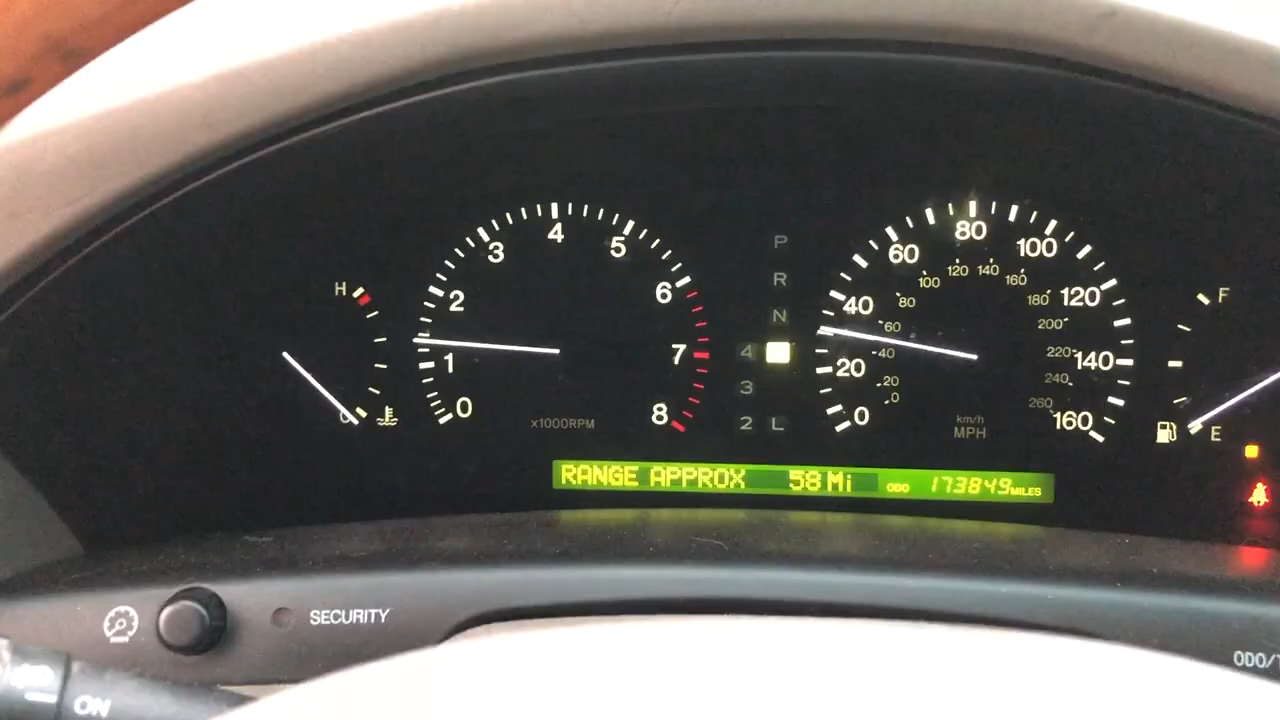 H
C
0
1
2
3
4
5
6
7
8
x1000RPM
P
R
N
4
3
2 L
0
20
40
60
80
100
120
140
160
0
20
40
60
80
100
120
140
160
180
200
220
240
260
km/h
MPH
F
E
RANGE APPROX 58 Mi ODO 173849 MILES
SECURITY
ODO/
ON